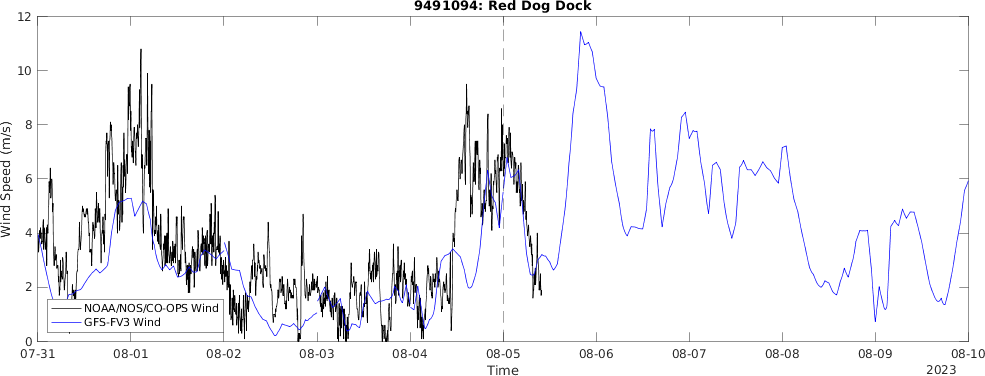 9491094: Red Dog Dock
12
10
8
6
4
2
0
Wind Speed (m/s)
NOAA/NOS/CO-OPS Wind
GFS-FV3 Wind
07-31 08-01 08-02 08-03 08-04 08-05 08-06 08-07 08-08 08-09 08-10
Time
2023